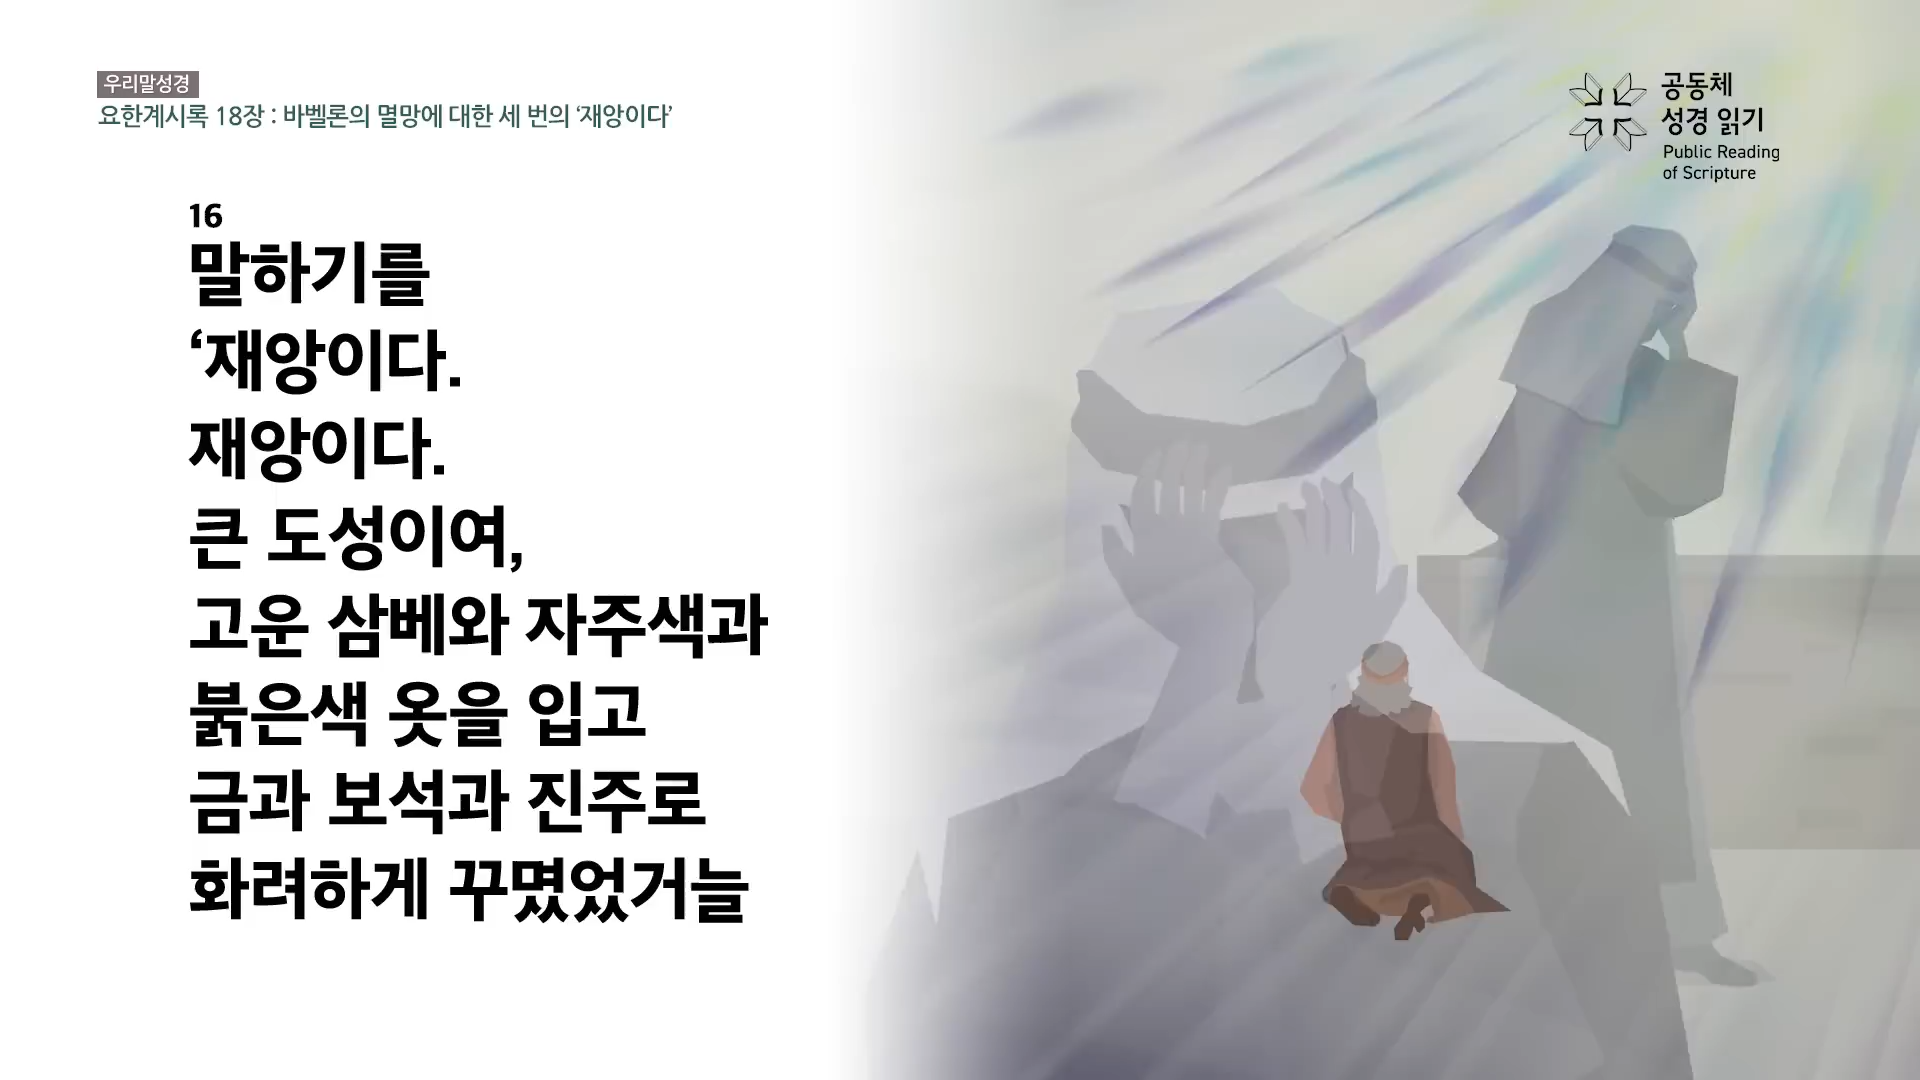 우리말성경
요한계시록 18장 : 바벨론의 멸망에 대한 세 번의 ‘재앙이다’
공동체
성경 읽기
Public Reading
of Scripture
16
말하기를
‘재앙이다.
재앙이다.
큰 도성이여,
고운 삼베와 자주색과
붉은색 옷을 입고
금과 보석과 진주로
화려하게 꾸몄었거늘